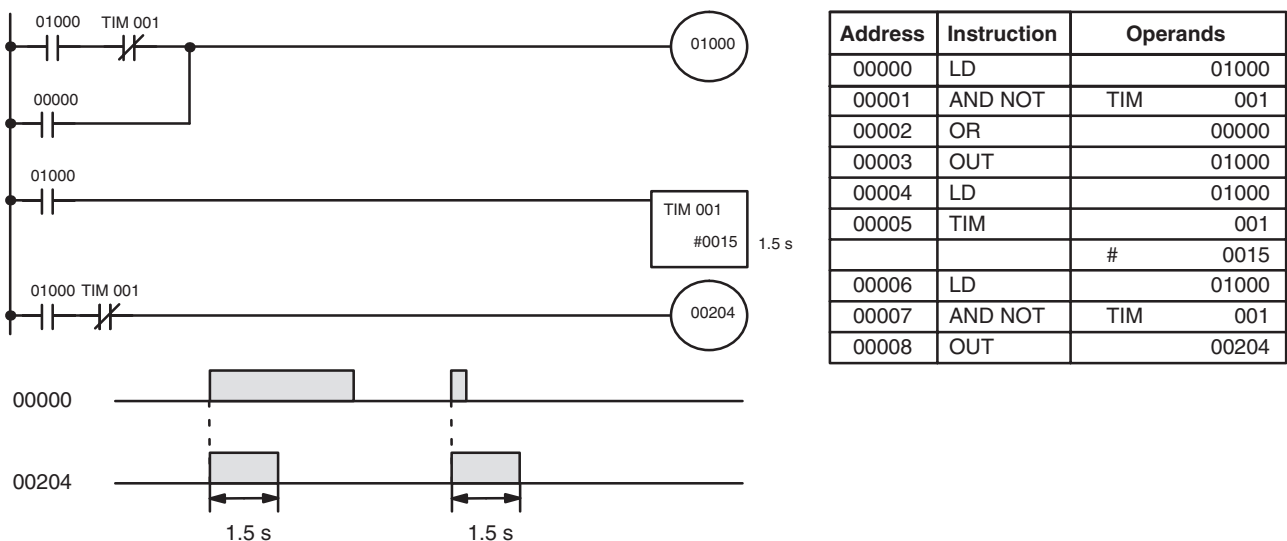 01000 TIM 001
01000
00000
01000
TIM 001
#0015
1.5 s
01000 TIM 001
00204
00000
00204
1.5 s 1.5 s
Address Instruction Operands
00000 LD 01000
00001 AND NOT TIM 001
00002 OR 00000
00003 OUT 01000
00004 LD 01000
00005 TIM 001
# 0015
00006 LD 01000
00007 AND NOT TIM 001
00008 OUT 00204